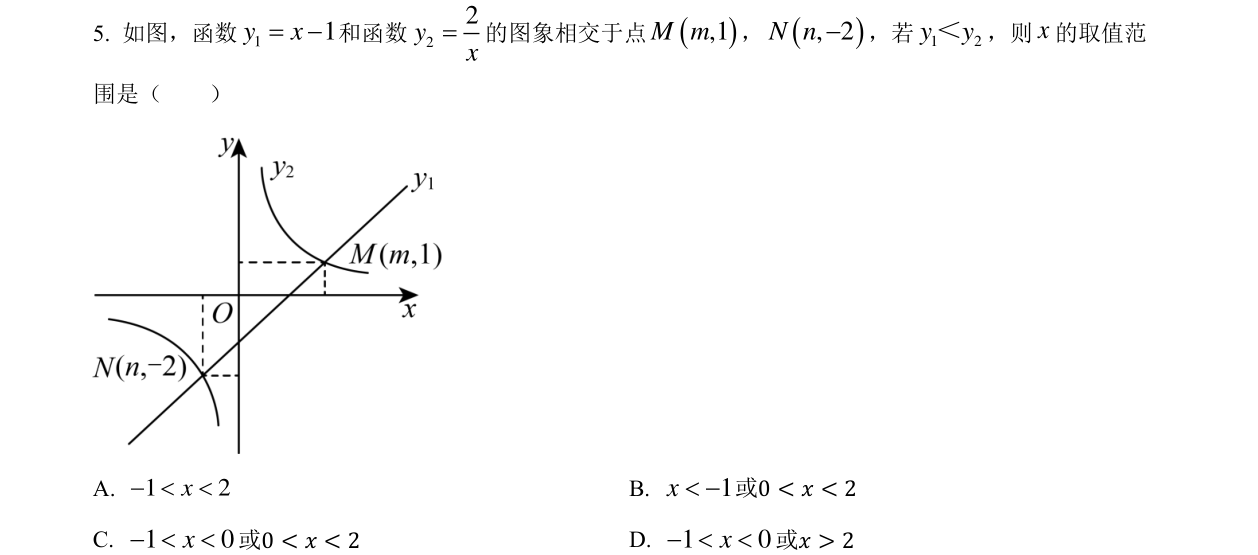 5. 如图，函数 y₁ = x−1 和函数 y₂ = 2/x 的图象相交于点 M(m,1)，N(n,−2)，若 y₁<y₂，则 x 的取值范
围是（　　）
y
y₂
y₁
M(m,1)
O
x
N(n,−2)
A. −1 < x < 2
B. x < −1 或 0 < x < 2
C. −1 < x < 0 或 0 < x < 2
D. −1 < x < 0 或 x > 2